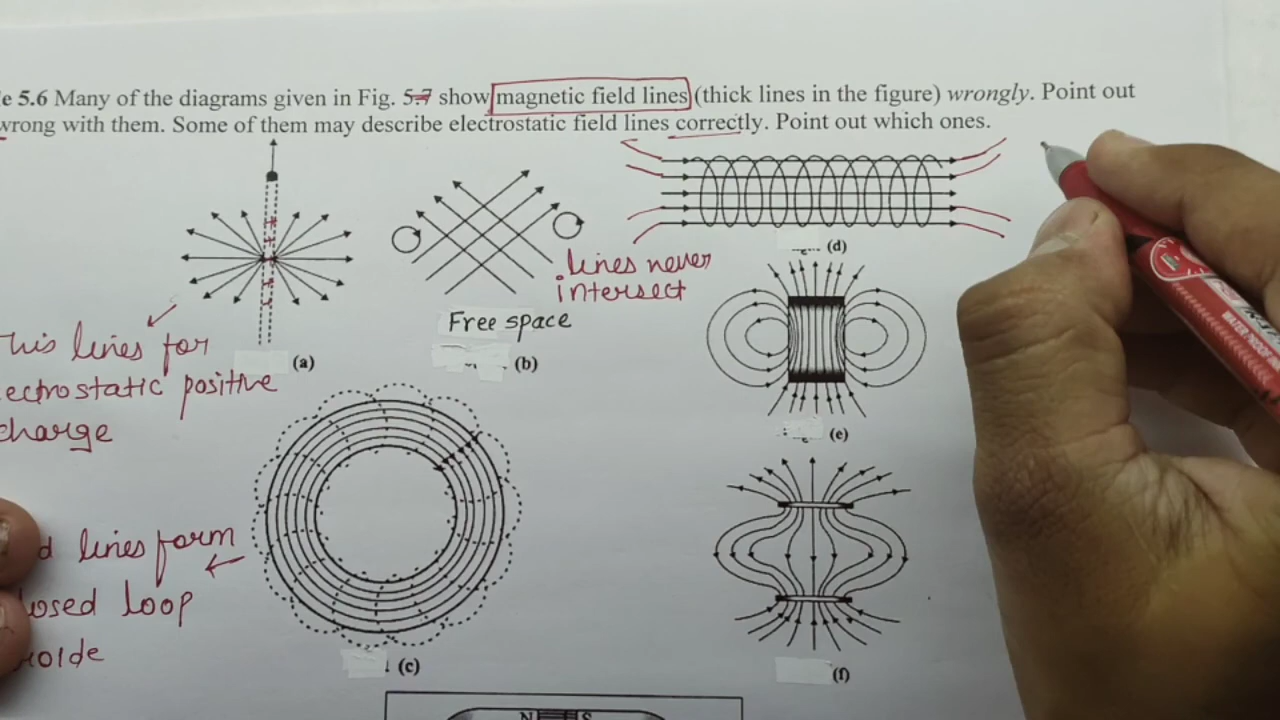 e 5.6 Many of the diagrams given in Fig. 5.7 show magnetic field lines (thick lines in the figure) wrongly. Point out
wrong with them. Some of them may describe electrostatic field lines correctly. Point out which ones.
(a)
This lines for
ectrostatic positive
charge
lines never
intersect
Free space
(b)
(d)
(e)
d lines form
losed loop
(c)
(f)
N S